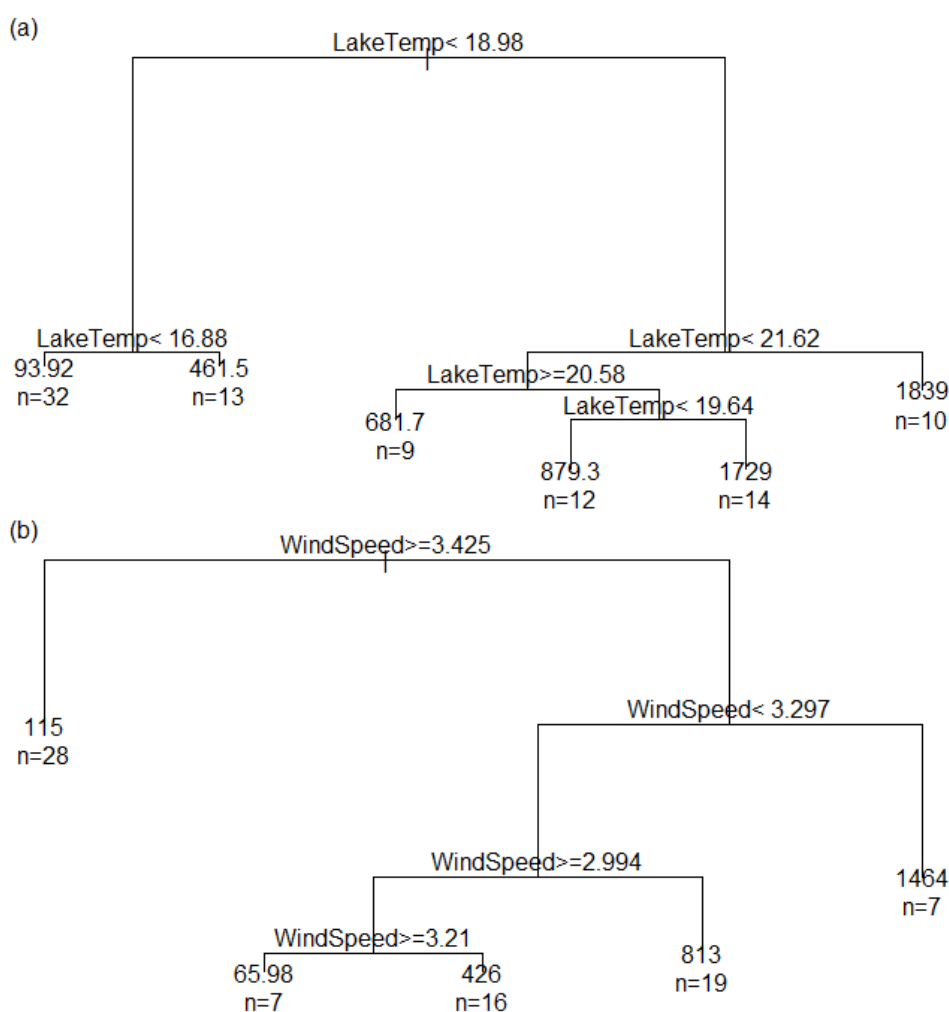 (a)
LakeTemp< 18.98
LakeTemp< 16.88
93.92
n=32
461.5
n=13
LakeTemp< 21.62
LakeTemp>=20.58
681.7
n=9
LakeTemp< 19.64
879.3
n=12
1729
n=14
1839
n=10
(b)
WindSpeed>=3.425
115
n=28
WindSpeed< 3.297
WindSpeed>=2.994
WindSpeed>=3.21
65.98
n=7
426
n=16
813
n=19
1464
n=7